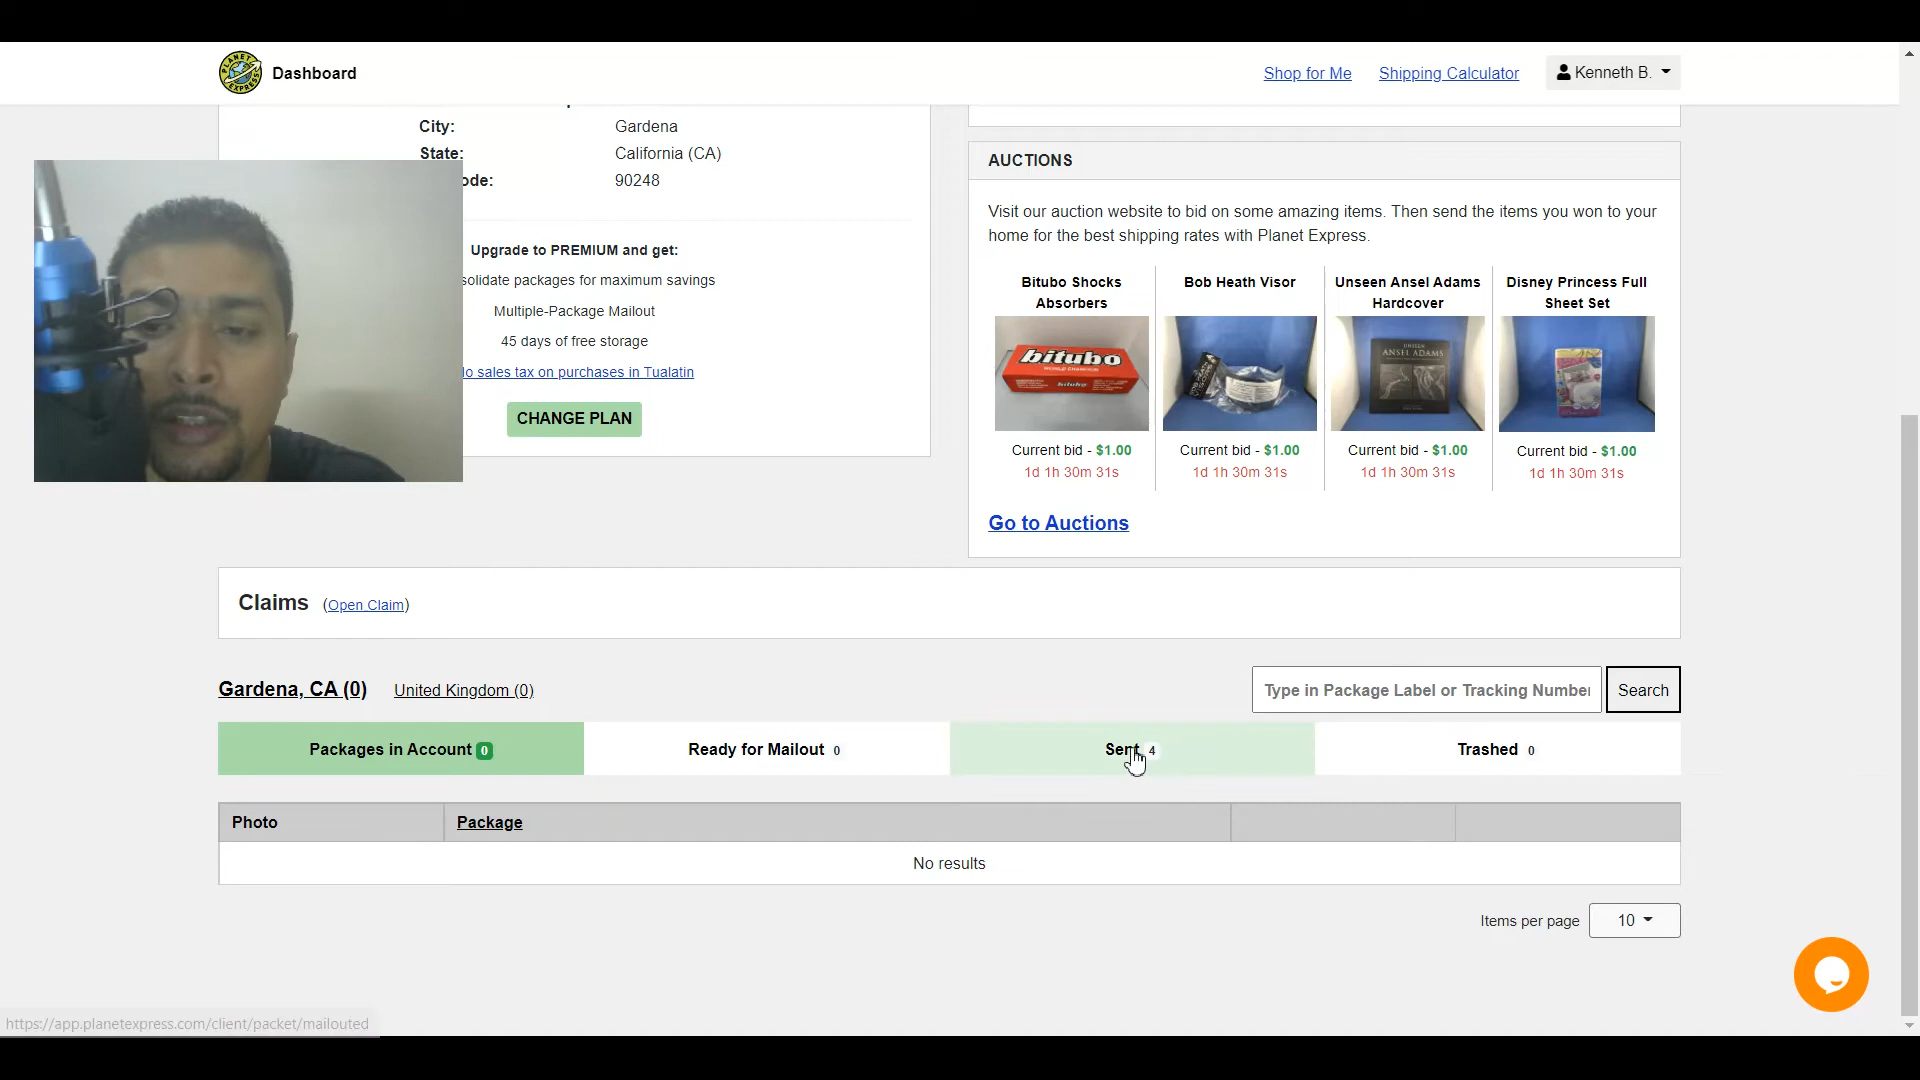 Dashboard
Shop for Me
Shipping Calculator
Kenneth B.
City:
Gardena
State:
California (CA)
ode:
90248
Upgrade to PREMIUM and get:
solidate packages for maximum savings
Multiple-Package Mailout
45 days of free storage
o sales tax on purchases in Tualatin
CHANGE PLAN
AUCTIONS
Visit our auction website to bid on some amazing items. Then send the items you won to your
home for the best shipping rates with Planet Express.
Bitubo Shocks
Absorbers
Bob Heath Visor
Unseen Ansel Adams
Hardcover
Disney Princess Full
Sheet Set
bitubo
WORLD CHAMPION
bitubo
UNSEEN
ANSEL ADAMS
Current bid - $1.00
1d 1h 30m 31s
Current bid - $1.00
1d 1h 30m 31s
Current bid - $1.00
1d 1h 30m 31s
Current bid - $1.00
1d 1h 30m 31s
Go to Auctions
Claims (Open Claim)
Gardena, CA (0)
United Kingdom (0)
Type in Package Label or Tracking Number
Search
Packages in Account 0
Ready for Mailout 0
Sent 4
Trashed 0
Photo
Package
No results
Items per page
10
https://app.planetexpress.com/client/packet/mailouted
PLANET
EXPRESS